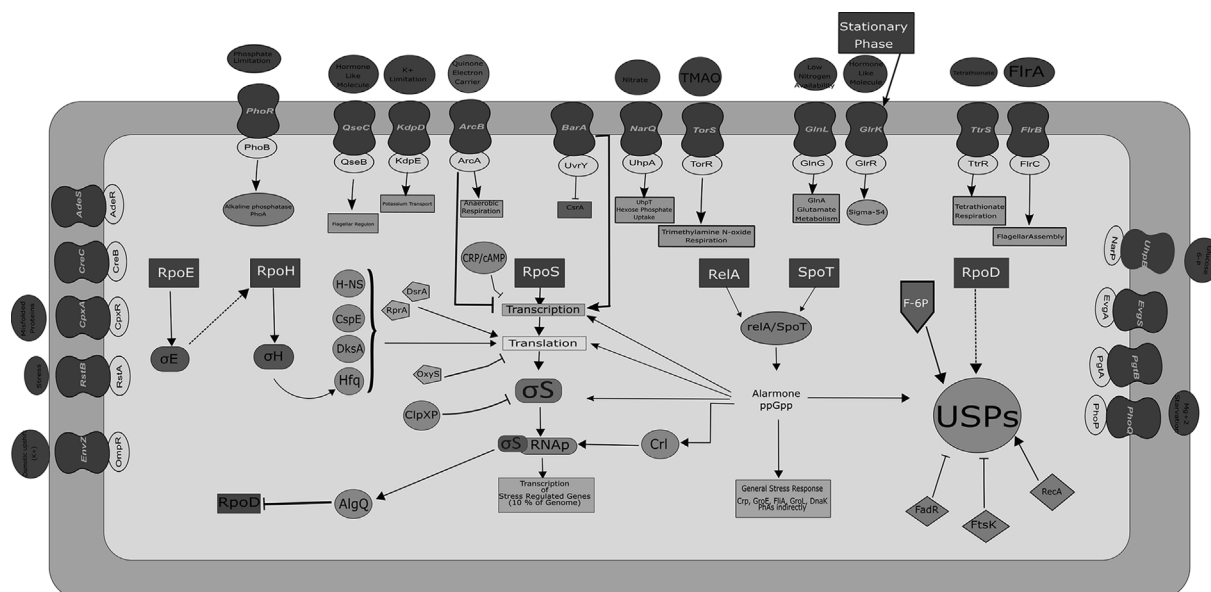 Stationary
Phase
Phosphate
Limitation
Hormone
Like
Molecule
K+
Limitation
Quinone
Electron
Carrier
Nitrate
TMAO
Low
Nitrogen
Availability
Hormone
Like
Molecule
Tetrathionate
FlrA
PhoR
QseC
KdpD
ArcB
BarA
NarQ
TorS
GlnL
GlrK
TtrS
FlrB
PhoB
QseB
KdpE
ArcA
UvrY
UhpA
TorR
GlnG
GlrR
TtrR
FlrC
Alkaline phosphatase
PhoA
Flagellar Regulon
Potassium Transport
Anaerobic
Respiration
CsrA
UhpT
Hexose Phosphate
Uptake
Trimethylamine N-oxide
Respiration
GlnA
Glutamate
Metabolism
Sigma-54
Tetrathionate
Respiration
FlagellarAssembly
AdeS
AdeR
CreC
CreB
Misfolded
Proteins
CpxA
CpxR
Stress
RstB
RstA
EnvZ
OmpR
NarP
UhpB
6-P
EvgA
EvgS
PgtA
PgtB
PhoP
PhoQ
Mg+2
Starvation
RpoE
RpoH
σE
σH
H-NS
CspE
DksA
Hfq
DsrA
RprA
OxyS
CRP/cAMP
RpoS
Transcription
Translation
σS
ClpXP
σS
RNAp
Crl
Transcription
of
Stress Regulated Genes
(10 % of Genome)
AlgQ
RpoD
RelA
SpoT
relA/SpoT
Alarmone
ppGpp
General Stress Response
Crp, GroE, FliA, GroL, DnaK
PhAs indirectly
RpoD
F-6P
USPs
FadR
FtsK
RecA